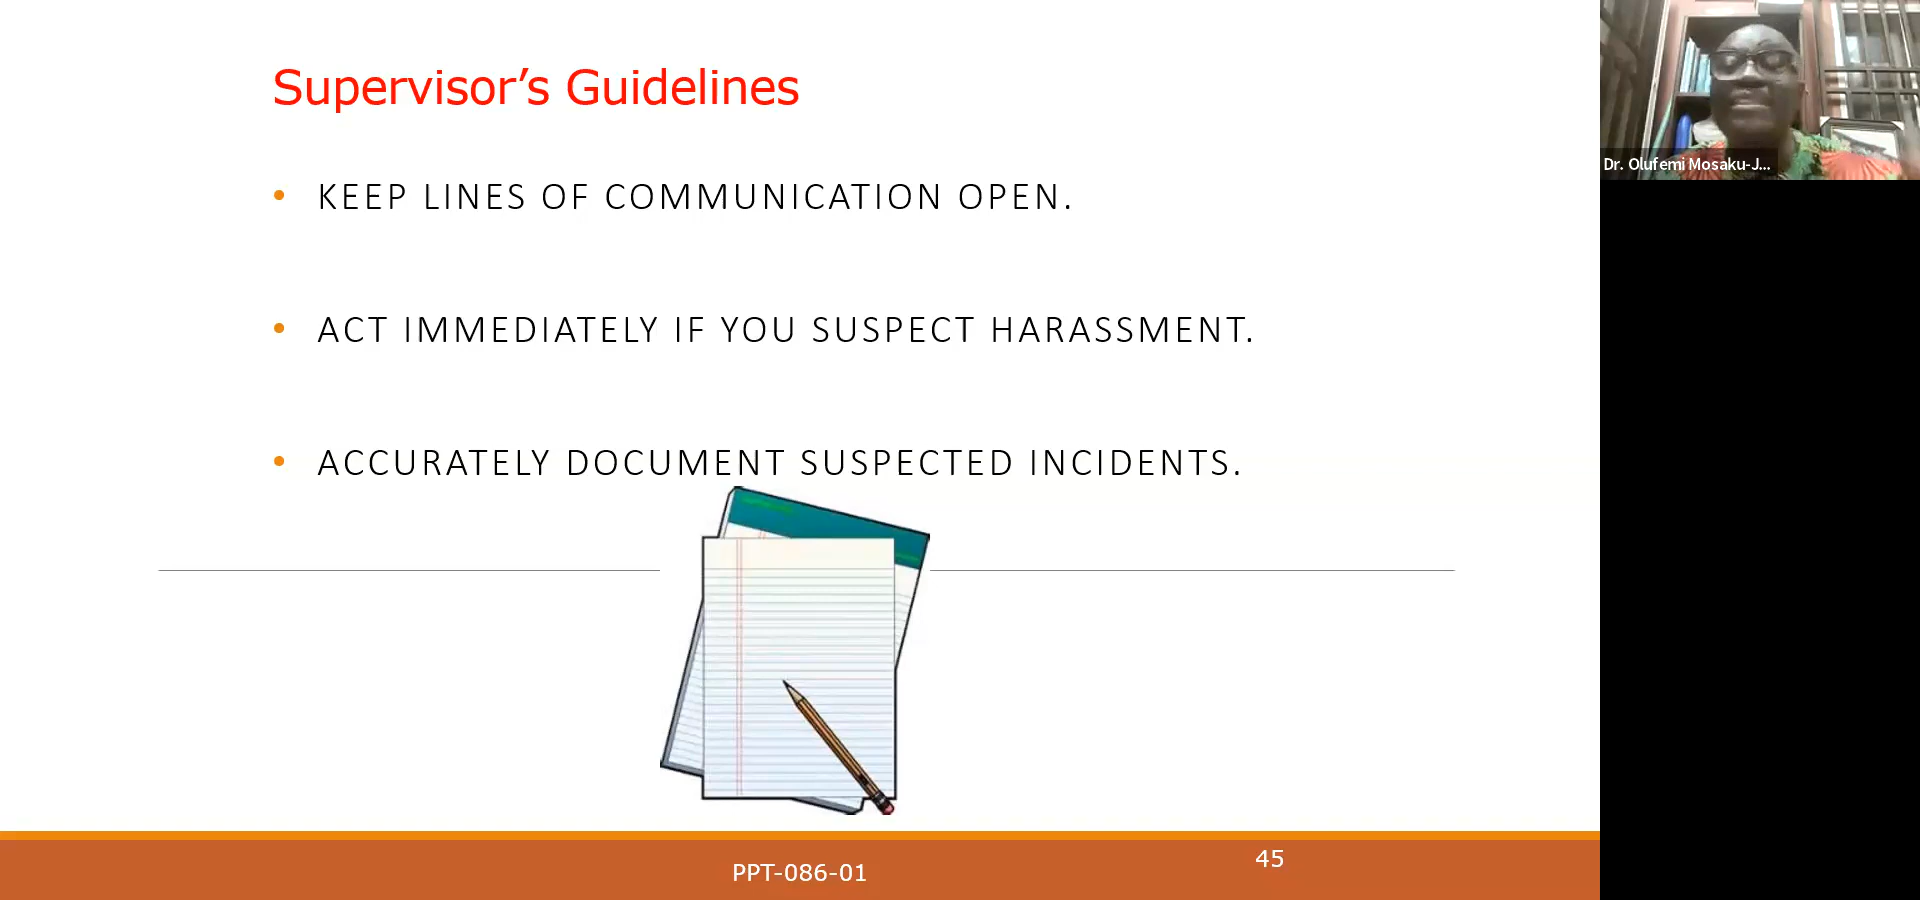 Supervisor’s Guidelines
• KEEP LINES OF COMMUNICATION OPEN.
• ACT IMMEDIATELY IF YOU SUSPECT HARASSMENT.
• ACCURATELY DOCUMENT SUSPECTED INCIDENTS.
PPT-086-01
45
Dr. Olufemi Mosaku-J...